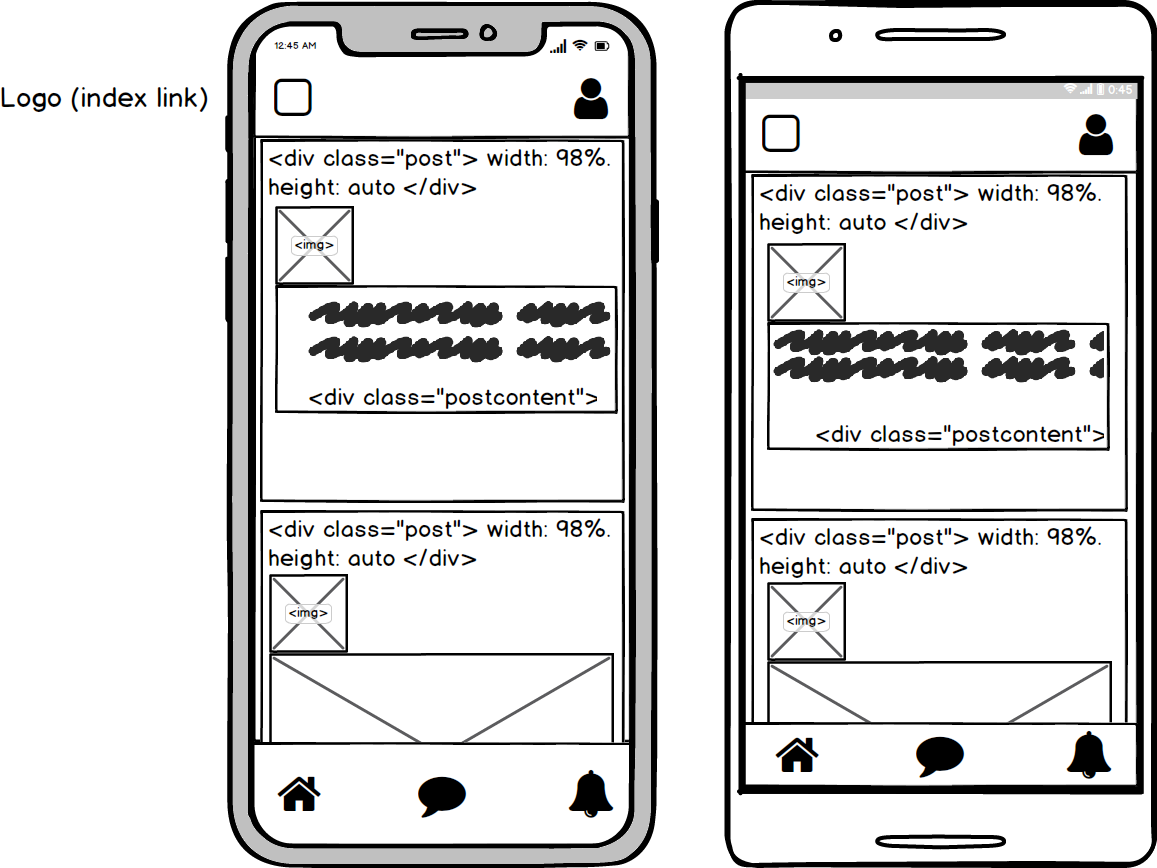 Logo (index link)
12:45 AM
<div class="post"> width: 98%.
height: auto </div>
<img>
<div class="postcontent">
<div class="post"> width: 98%.
height: auto </div>
<img>
0:45
<div class="post"> width: 98%.
height: auto </div>
<img>
<div class="postcontent">
<div class="post"> width: 98%.
height: auto </div>
<img>